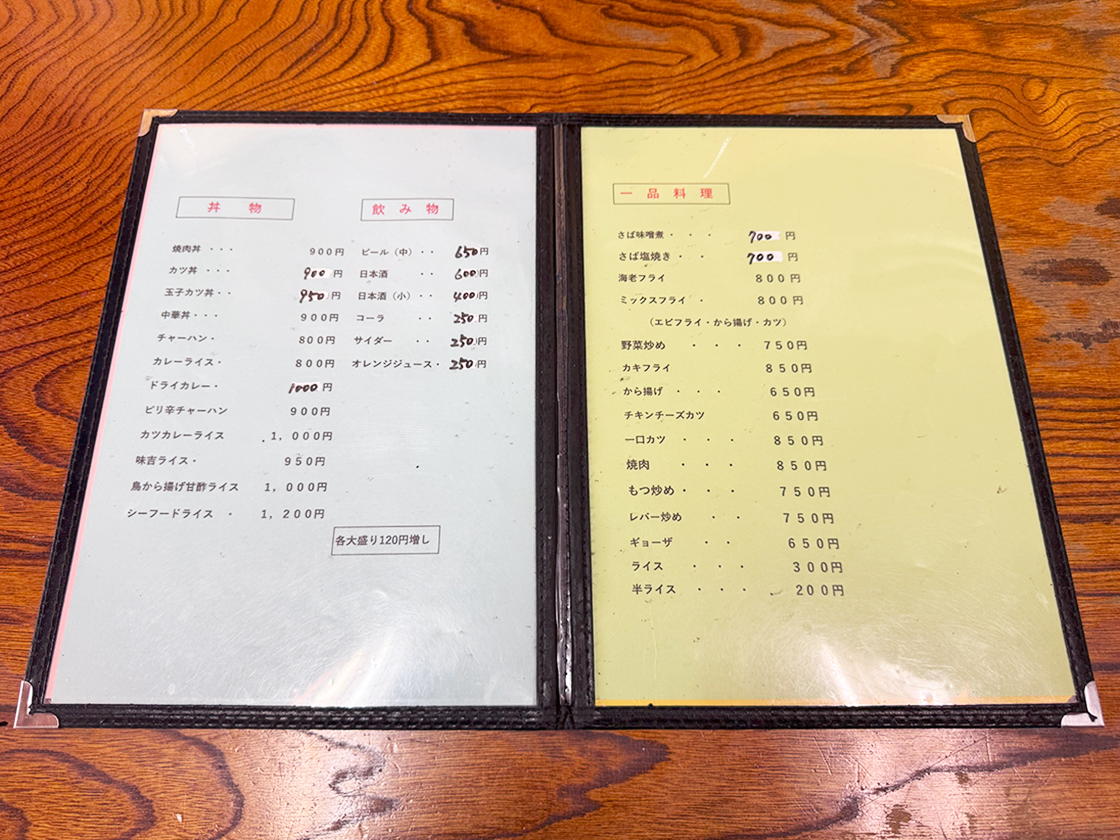 丼物
焼肉丼 ・・・ 900円
カツ丼 ・・・ 900円
玉子カツ丼・・ 950円
中華丼・・・ 900円
チャーハン・ 800円
カレーライス・ 800円
ドライカレー・ 1000円
ピリ辛チャーハン 900円
カツカレーライス 1,000円
味吉ライス・ 950円
鳥から揚げ甘酢ライス 1,000円
シーフードライス ・ 1,200円
飲み物
ビール（中）・・ 650円
日本酒 ・・ 600円
日本酒（小）・・ 400円
コーラ ・・ 250円
サイダー ・・ 250円
オレンジジュース・ 250円
各大盛り120円増し
一品料理
さば味噌煮・・・ 700円
さば塩焼き・・ 700円
海老フライ 800円
ミックスフライ ・ 800円
（エビフライ・から揚げ・カツ）
野菜炒め ・・・ 750円
カキフライ 850円
から揚げ ・・・ 650円
チキンチーズカツ 650円
一口カツ ・・・ 850円
焼肉 ・・・ 850円
もつ炒め・・・ 750円
レバー炒め ・・ 750円
ギョーザ ・・ 650円
ライス ・・・ 300円
半ライス ・・・ 200円